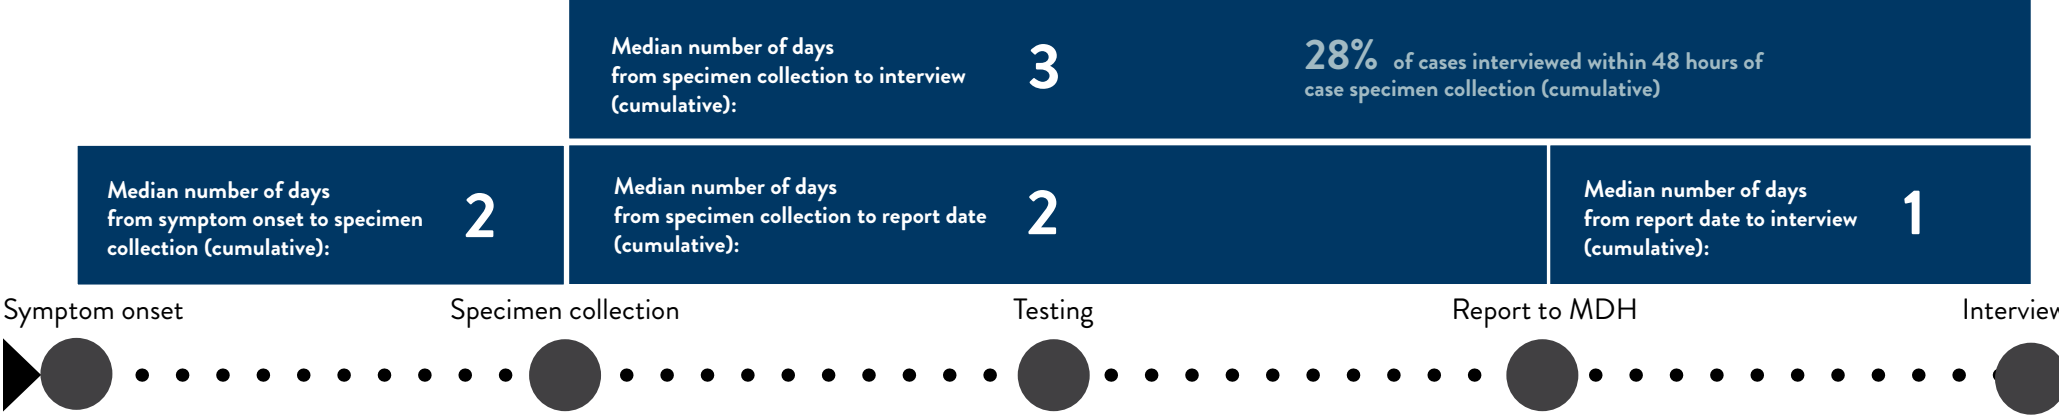 Median number of days
from specimen collection to interview
(cumulative):
3
28% of cases interviewed within 48 hours of
case specimen collection (cumulative)
Median number of days
from symptom onset to specimen
collection (cumulative):
2
Median number of days
from specimen collection to report date
(cumulative):
2
Median number of days
from report date to interview
(cumulative):
1
Symptom onset
Specimen collection
Testing
Report to MDH
Interview